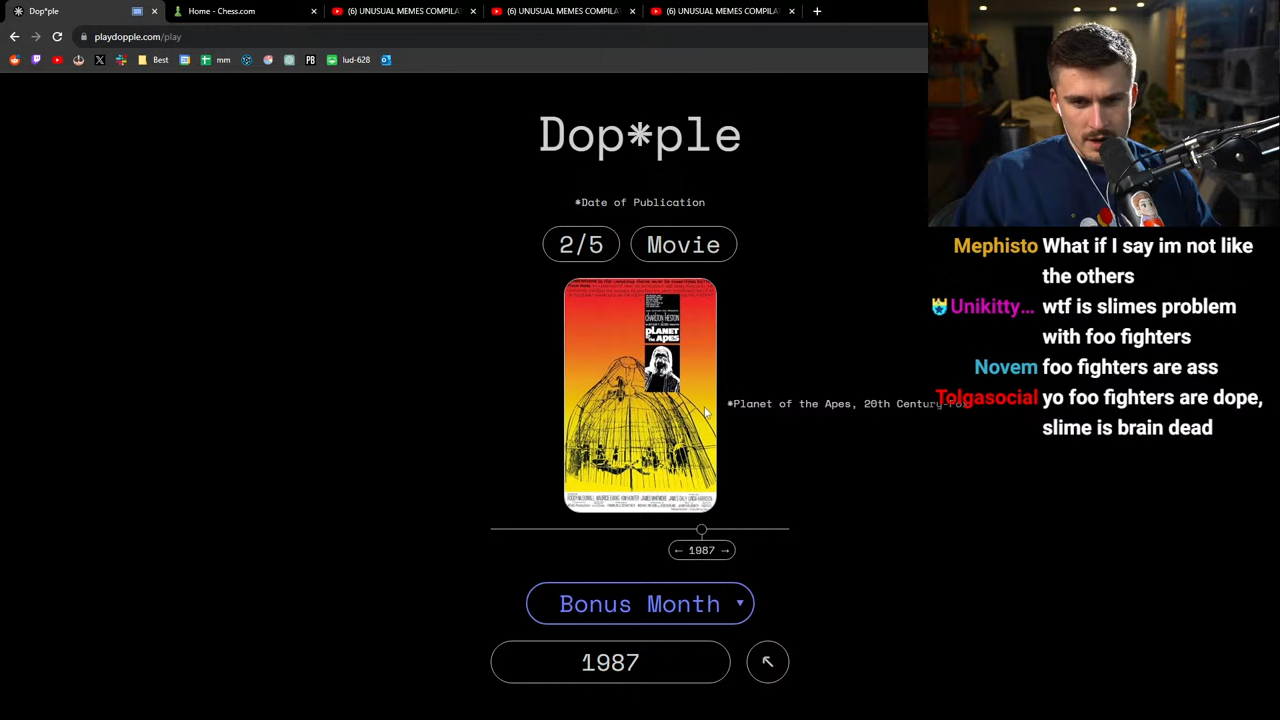 Dop*ple
Home - Chess.com
(6) UNUSUAL MEMES COMPILA
(6) UNUSUAL MEMES COMPILA
(6) UNUSUAL MEMES COMPILA
playdopple.com/play
Best
mm
PB
lud-628
Dop*ple
*Date of Publication
2/5
Movie
CHARLTON HESTON
PLANET
OF THE APES
*Planet of the Apes, 20th Century-Fox
← 1987 →
Bonus Month
1987
Mephisto What if I say im not like
the others
Unikitty... wtf is slimes problem
with foo fighters
Novem foo fighters are ass
Tolgasocial yo foo fighters are dope,
slime is brain dead